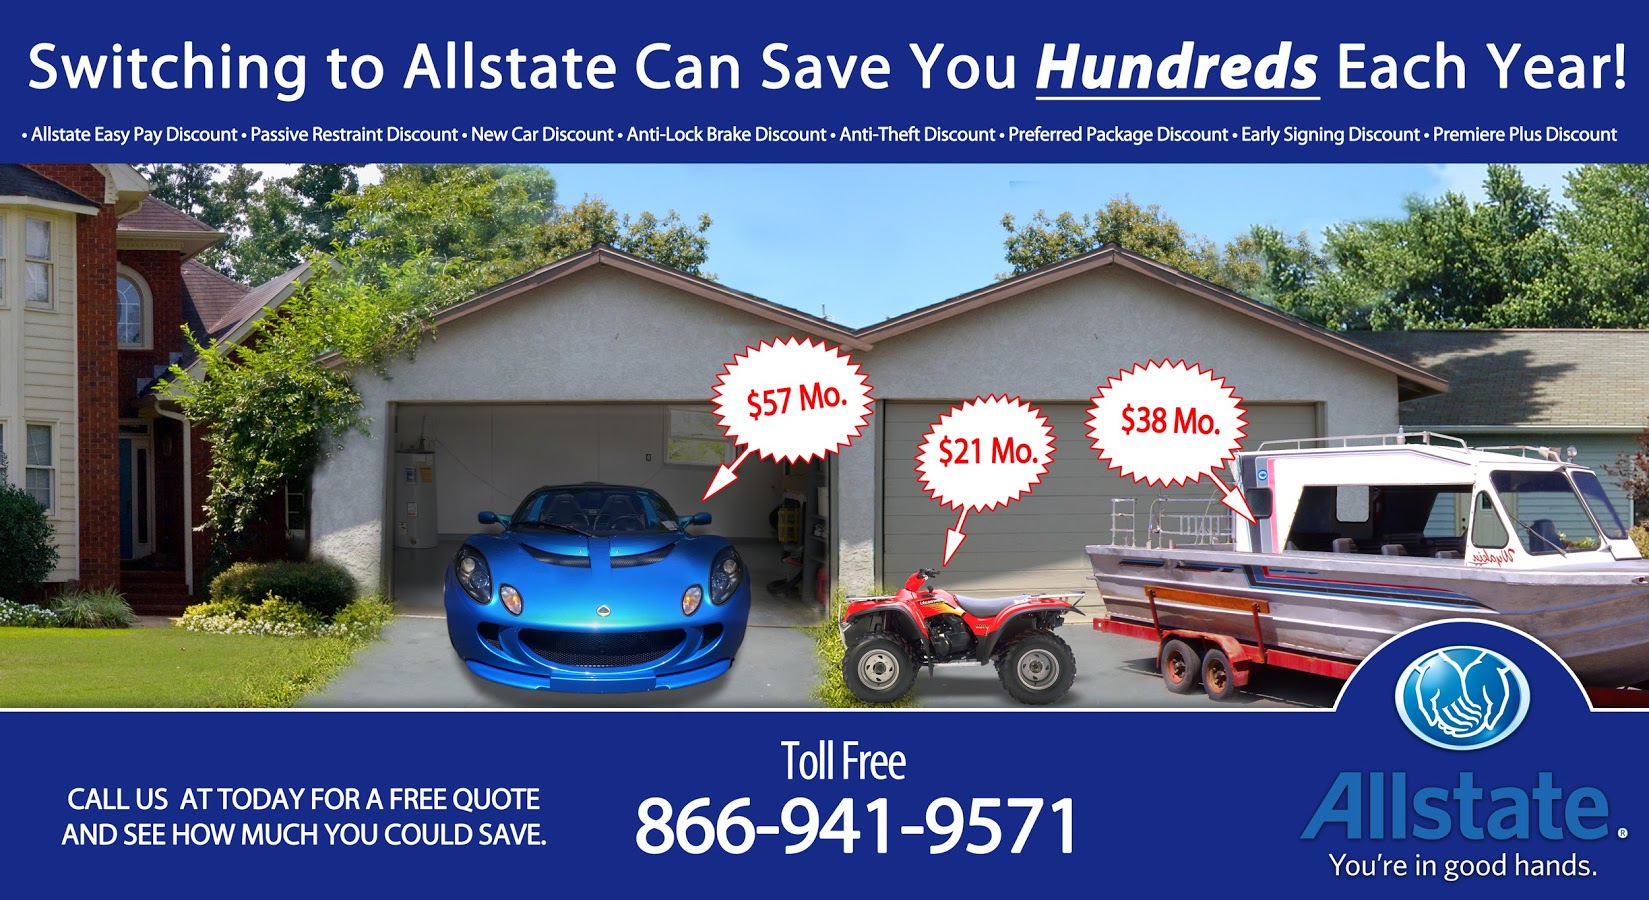 Switching to Allstate Can Save You Hundreds Each Year!
• Allstate Easy Pay Discount • Passive Restraint Discount • New Car Discount • Anti-Lock Brake Discount • Anti-Theft Discount • Preferred Package Discount • Early Signing Discount • Premiere Plus Discount
$57 Mo.
$21 Mo.
$38 Mo.
CALL US  AT TODAY FOR A FREE QUOTE
AND SEE HOW MUCH YOU COULD SAVE.
Toll Free
866-941-9571
Allstate®
You're in good hands.